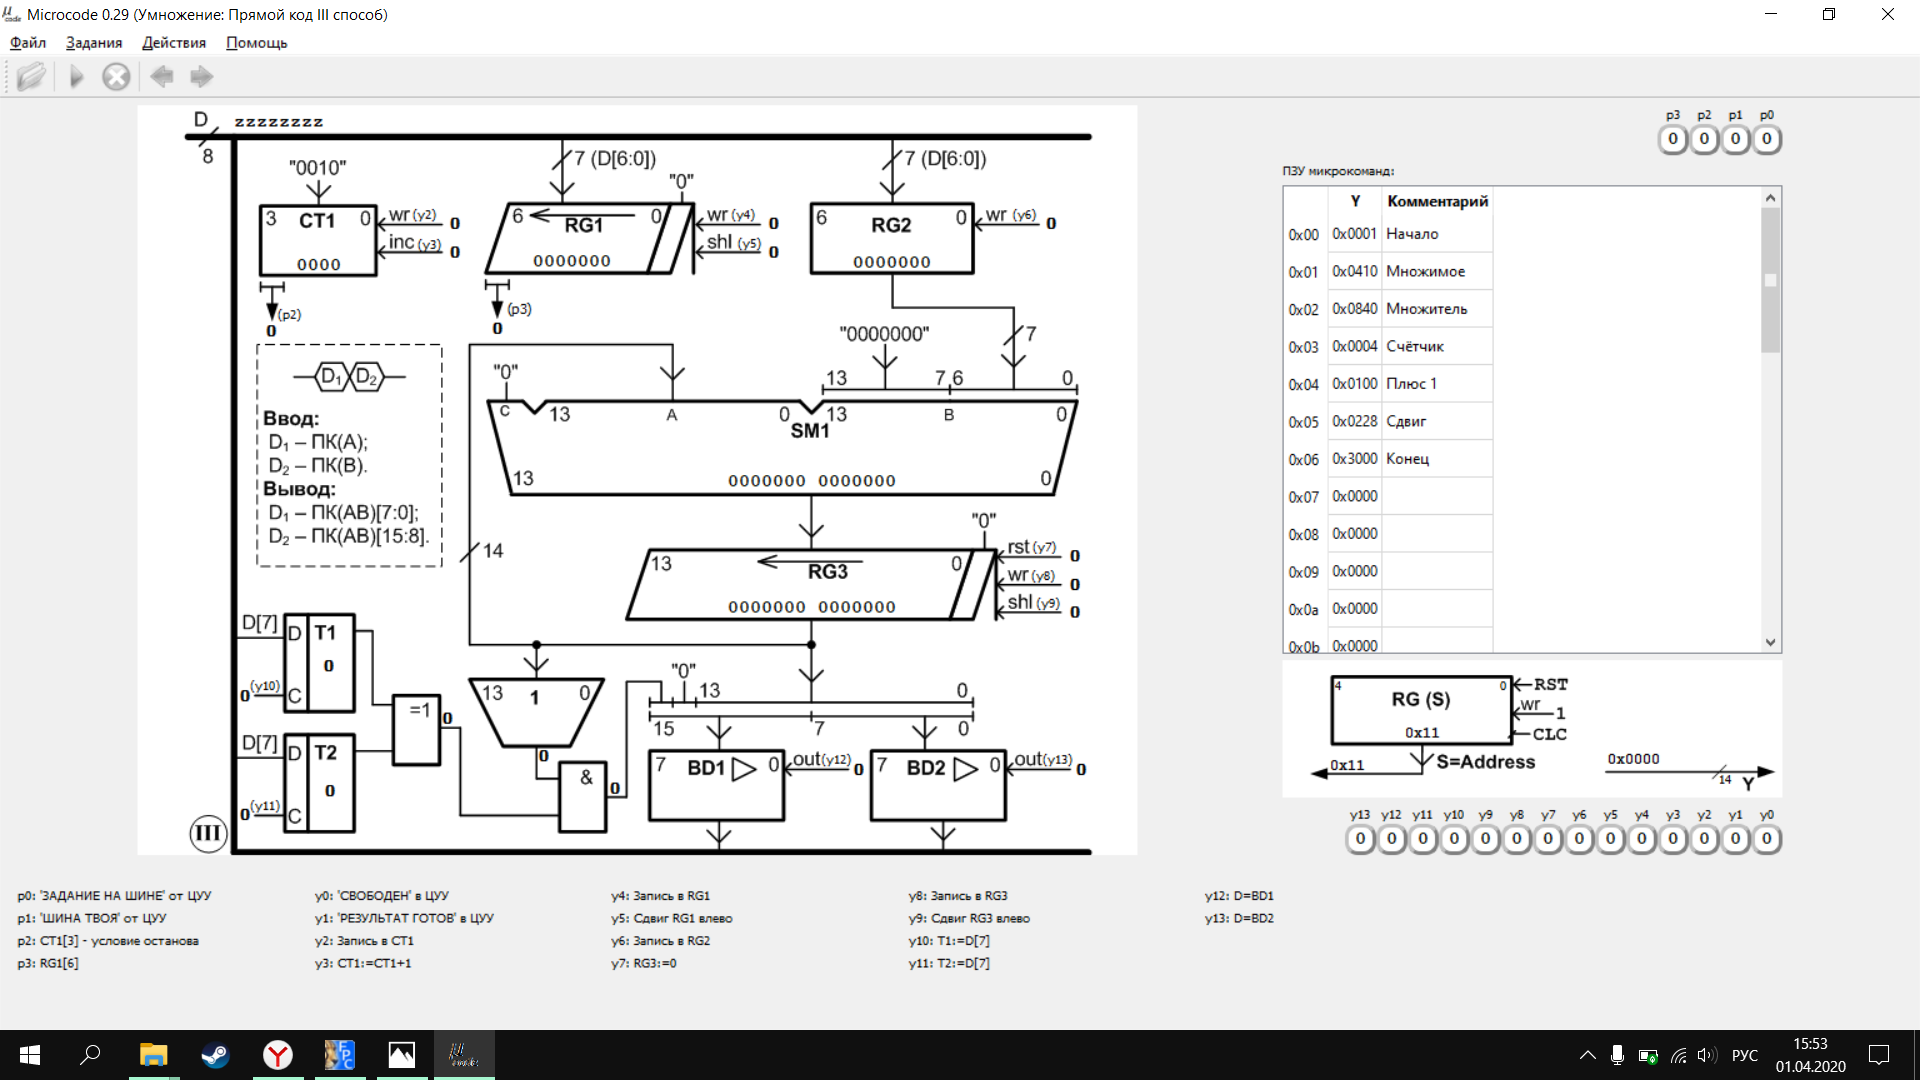 Microcode 0.29 (Умножение: Прямой код III способ)
Файл Задания Действия Помощь
D zzzzzzzz
8
"0010"
3 CT1 0
0000
wr (y2) 0
inc (y3) 0
(p2)
0
7 (D[6:0])
"0"
6 RG1 0
0000000
wr (y4) 0
shl (y5) 0
(p3)
0
7 (D[6:0])
6 RG2 0
0000000
wr (y6) 0
"0000000"
7
13 7 6 0
D₁ D₂
Ввод:
D₁ – ПК(A);
D₂ – ПК(B).
Вывод:
D₁ – ПК(AB)[7:0];
D₂ – ПК(AB)[15:8].
"0"
C 13 A 0 13 B 0
SM1
13 0000000 0000000 0
14
"0"
13 RG3 0
0000000 0000000
rst (y7) 0
wr (y8) 0
shl (y9) 0
D[7] D T1
0
0 (y10) C
D[7] D T2
0
0 (y11) C
=1 0
13 1 0
0
& 0
"0" 13 0
15 7 0
7 BD1 0
out(y12) 0
7 BD2 0
out(y13) 0
III
p3 p2 p1 p0
0 0 0 0
ПЗУ микрокоманд:
Y Комментарий
0x00 0x0001 Начало
0x01 0x0410 Множимое
0x02 0x0840 Множитель
0x03 0x0004 Счётчик
0x04 0x0100 Плюс 1
0x05 0x0228 Сдвиг
0x06 0x3000 Конец
0x07 0x0000
0x08 0x0000
0x09 0x0000
0x0a 0x0000
0x0b 0x0000
4 RG (S) 0
0x11
RST
wr 1
CLC
0x11 S=Address
0x0000
14 Y
y13 y12 y11 y10 y9 y8 y7 y6 y5 y4 y3 y2 y1 y0
0 0 0 0 0 0 0 0 0 0 0 0 0 0
p0: 'ЗАДАНИЕ НА ШИНЕ' от ЦУУ
p1: 'ШИНА ТВОЯ' от ЦУУ
p2: CT1[3] - условие останова
p3: RG1[6]
y0: 'СВОБОДЕН' в ЦУУ
y1: 'РЕЗУЛЬТАТ ГОТОВ' в ЦУУ
y2: Запись в CT1
y3: CT1:=CT1+1
y4: Запись в RG1
y5: Сдвиг RG1 влево
y6: Запись в RG2
y7: RG3:=0
y8: Запись в RG3
y9: Сдвиг RG3 влево
y10: T1:=D[7]
y11: T2:=D[7]
y12: D=BD1
y13: D=BD2
РУС
15:53
01.04.2020